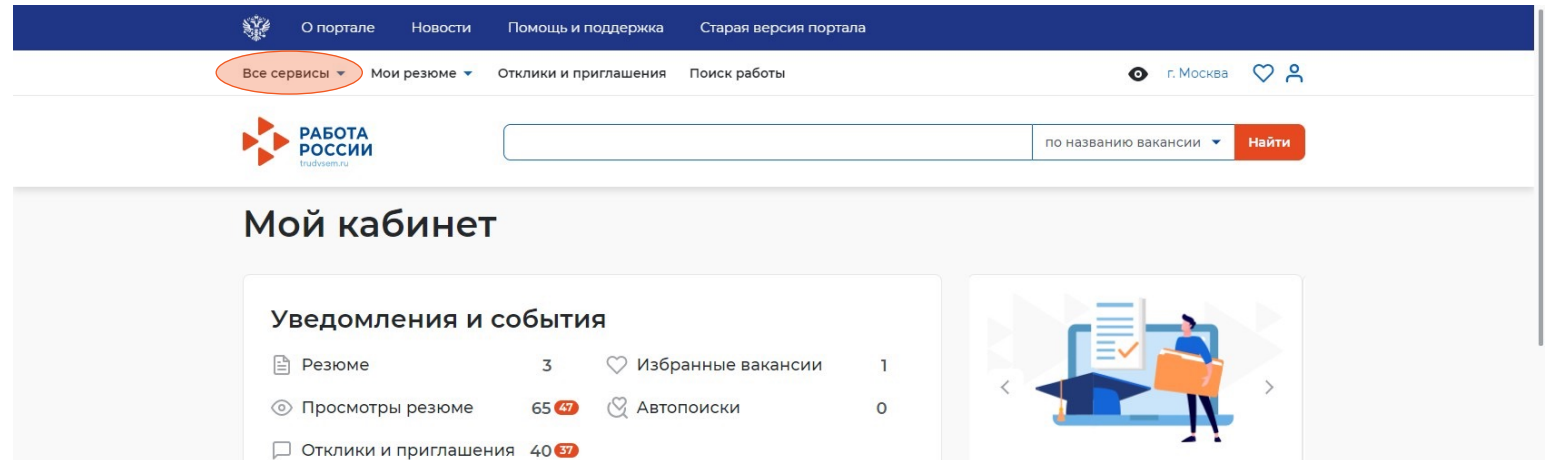 О портале Новости Помощь и поддержка Старая версия портала
Все сервисы Мои резюме Отклики и приглашения Поиск работы г. Москва
РАБОТА
РОССИИ
trudvsem.ru
по названию вакансии Найти
Мой кабинет
Уведомления и события
Резюме 3 Избранные вакансии 1
Просмотры резюме 65 47 Автопоиски 0
Отклики и приглашения 40 37